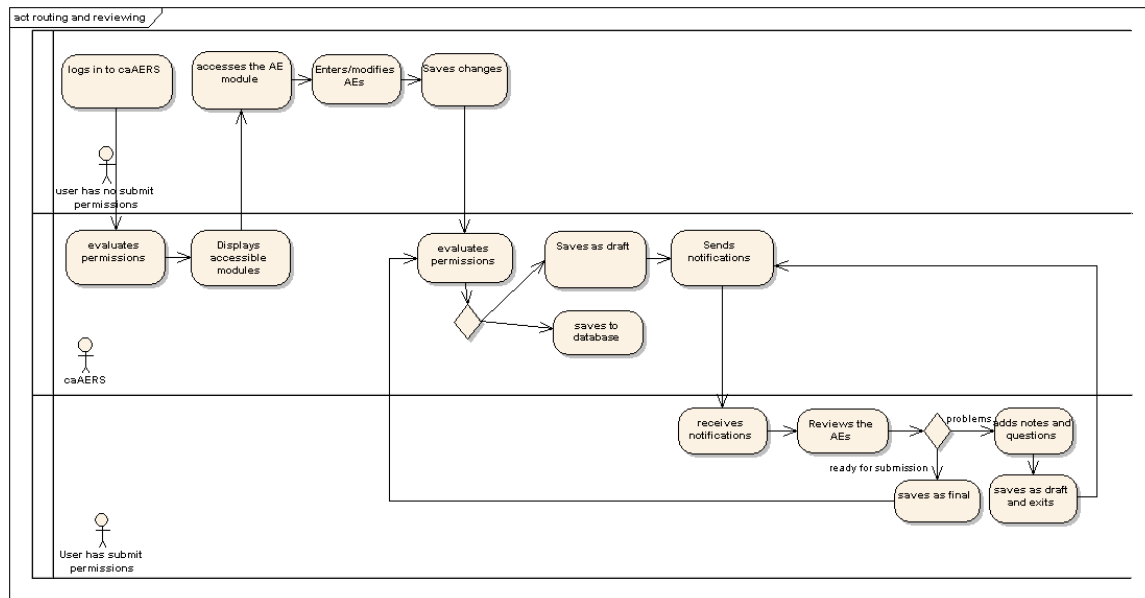 act routing and reviewing
logs in to caAERS
accesses the AE
module
Enters/modifies
AEs
Saves changes
user has no submit
permissions
evaluates
permissions
Displays
accessible
modules
evaluates
permissions
Saves as draft
Sends
notifications
saves to
database
caAERS
receives
notifications
Reviews the
AEs
problems
adds notes and
questions
ready for submission
saves as final
saves as draft
and exits
User has submit
permissions